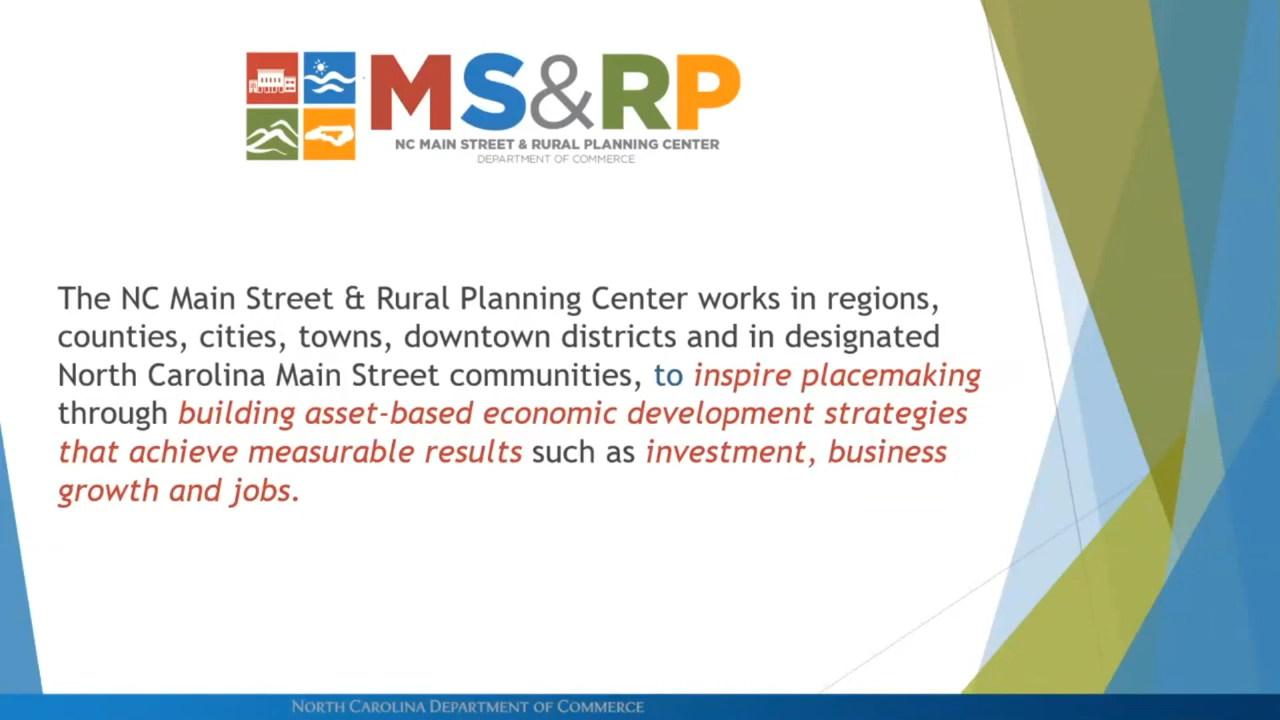 MS&RP
NC MAIN STREET & RURAL PLANNING CENTER
DEPARTMENT OF COMMERCE
The NC Main Street & Rural Planning Center works in regions,
counties, cities, towns, downtown districts and in designated
North Carolina Main Street communities, to inspire placemaking
through building asset-based economic development strategies
that achieve measurable results such as investment, business
growth and jobs.
NORTH CAROLINA DEPARTMENT OF COMMERCE